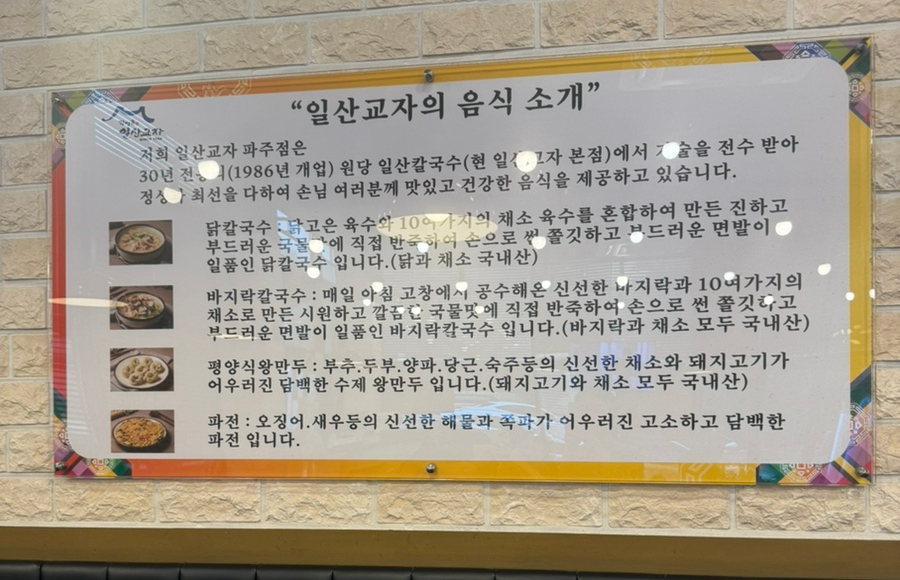 “일산교자의 음식 소개”
일산교자
저희 일산교자 파주점은
30년 전통의(1986년 개업) 원당 일산칼국수(현 일산교자 본점)에서 기술을 전수 받아
정성과 최선을 다하여 손님 여러분께 맛있고 건강한 음식을 제공하고 있습니다.
닭칼국수 : 닭고은 육수와 10여가지의 채소 육수를 혼합하여 만든 진하고
부드러운 국물맛에 직접 반죽하여 손으로 썬 쫄깃하고 부드러운 면발이
일품인 닭칼국수 입니다.(닭과 채소 국내산)
바지락칼국수 : 매일 아침 고창에서 공수해온 신선한 바지락과 10여가지의
채소로 만든 시원하고 깔끔한 국물맛에 직접 반죽하여 손으로 썬 쫄깃하고
부드러운 면발이 일품인 바지락칼국수 입니다.(바지락과 채소 모두 국내산)
평양식왕만두 : 부추.두부.양파.당근.숙주등의 신선한 채소와 돼지고기가
어우러진 담백한 수제 왕만두 입니다.(돼지고기와 채소 모두 국내산)
파전 : 오징어.새우등의 신선한 해물과 쪽파가 어우러진 고소하고 담백한
파전 입니다.